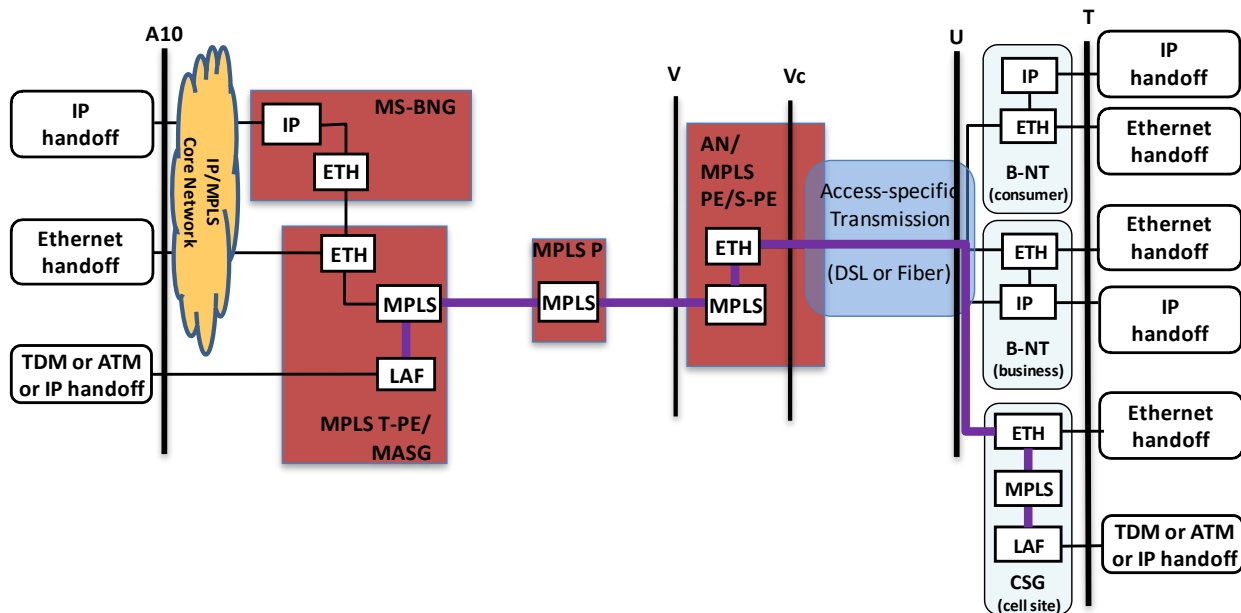 A10
IP
handoff
Ethernet
handoff
TDM or ATM
or IP handoff
IP/MPLS
Core Network
MS-BNG
IP
ETH
ETH
MPLS
LAF
MPLS T-PE/
MASG
MPLS P
MPLS
V
Vc
AN/
MPLS
PE/S-PE
ETH
MPLS
Access-specific
Transmission
(DSL or Fiber)
U
T
IP
ETH
B-NT
(consumer)
ETH
IP
B-NT
(business)
ETH
MPLS
LAF
CSG
(cell site)
IP
handoff
Ethernet
handoff
Ethernet
handoff
IP
handoff
Ethernet
handoff
TDM or ATM
or IP handoff